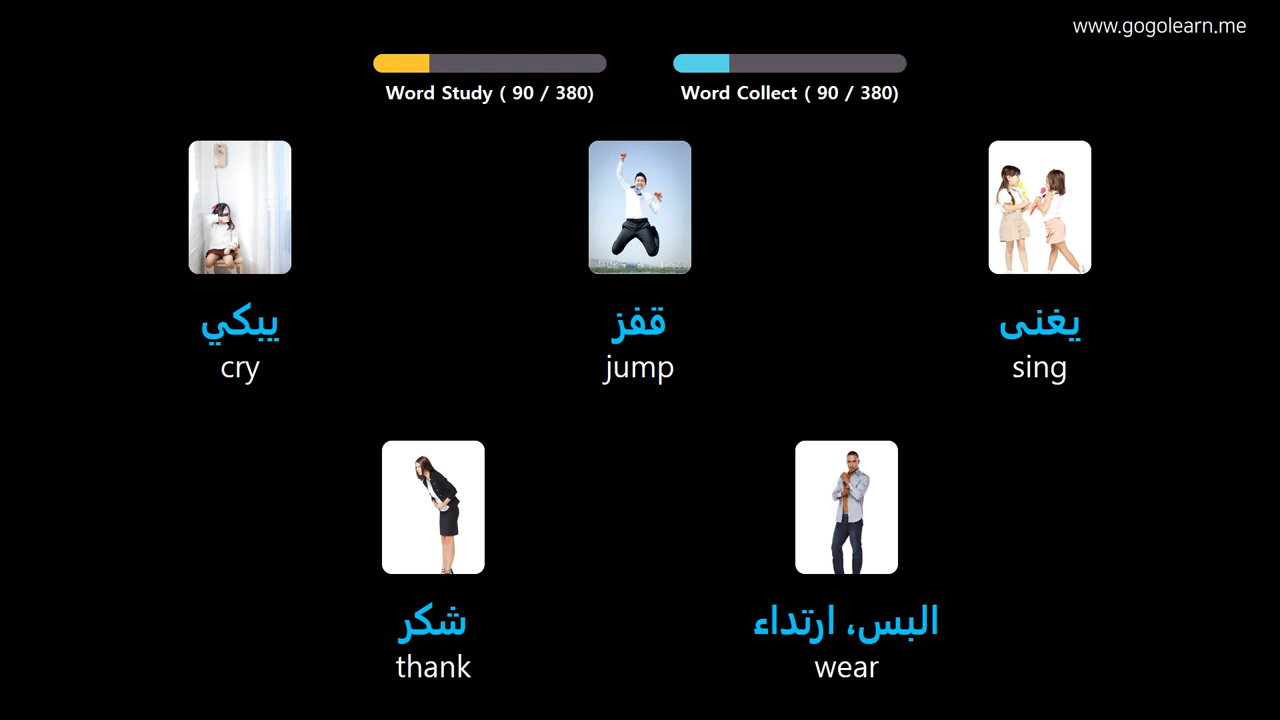 www.gogolearn.me
Word Study ( 90 / 380)
Word Collect ( 90 / 380)
يبكي
cry
قفز
jump
يغنى
sing
شكر
thank
البس، ارتداء
wear